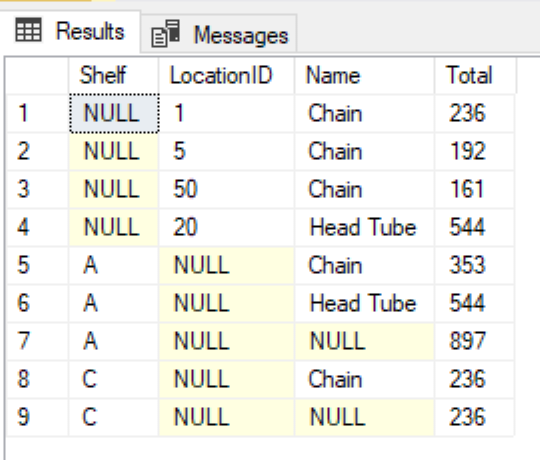 Results Messages
Shelf LocationID Name Total
1 NULL 1 Chain 236
2 NULL 5 Chain 192
3 NULL 50 Chain 161
4 NULL 20 Head Tube 544
5 A NULL Chain 353
6 A NULL Head Tube 544
7 A NULL NULL 897
8 C NULL Chain 236
9 C NULL NULL 236